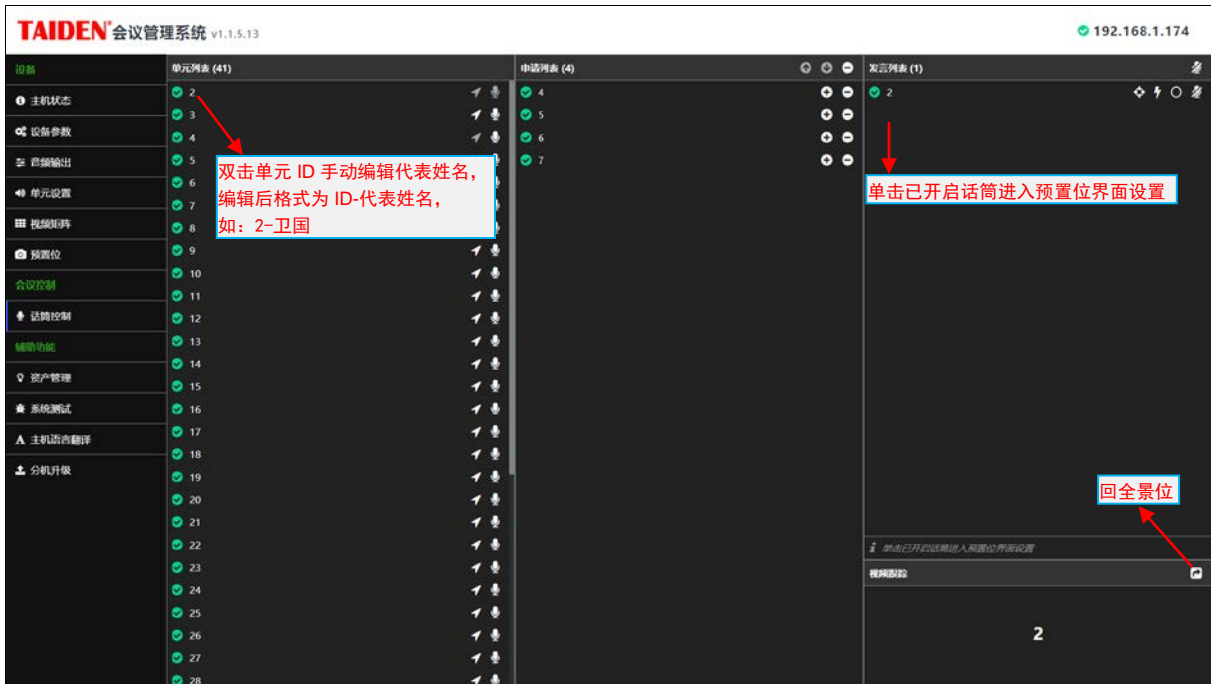 TAIDEN 会议管理系统 v1.1.5.13
192.168.1.174
设备
主机状态
设备参数
音频输出
单元设置
视频矩阵
预置位
会议控制
话筒控制
辅助功能
资产管理
系统测试
主机语言翻译
分机升级
单元列表 (41)
2
3
4
5
6
7
8
9
10
11
12
13
14
15
16
17
18
19
20
21
22
23
24
25
26
27
28
双击单元 ID 手动编辑代表姓名，
编辑后格式为 ID-代表姓名，
如：2-卫国
申请列表 (4)
4
5
6
7
发言列表 (1)
2
单击已开启话筒进入预置位界面设置
回全景位
单击已开启话筒进入预置位界面设置
视频跟踪
2